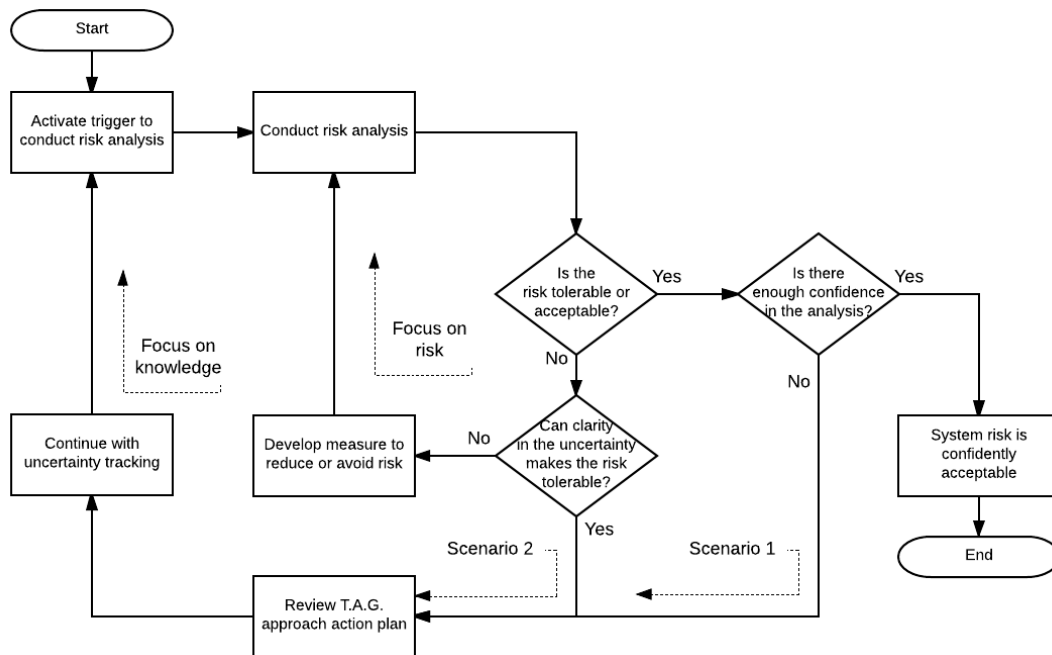 Start
Activate trigger to
conduct risk analysis
Conduct risk analysis
Is the
risk tolerable or
acceptable?
Yes
Is there
enough confidence
in the analysis?
Yes
No
No
Focus on
knowledge
Focus on
risk
Continue with
uncertainty tracking
Develop measure to
reduce or avoid risk
No
Can clarity
in the uncertainty
makes the risk
tolerable?
Yes
System risk is
confidently
acceptable
Scenario 2
Scenario 1
End
Review T.A.G.
approach action plan